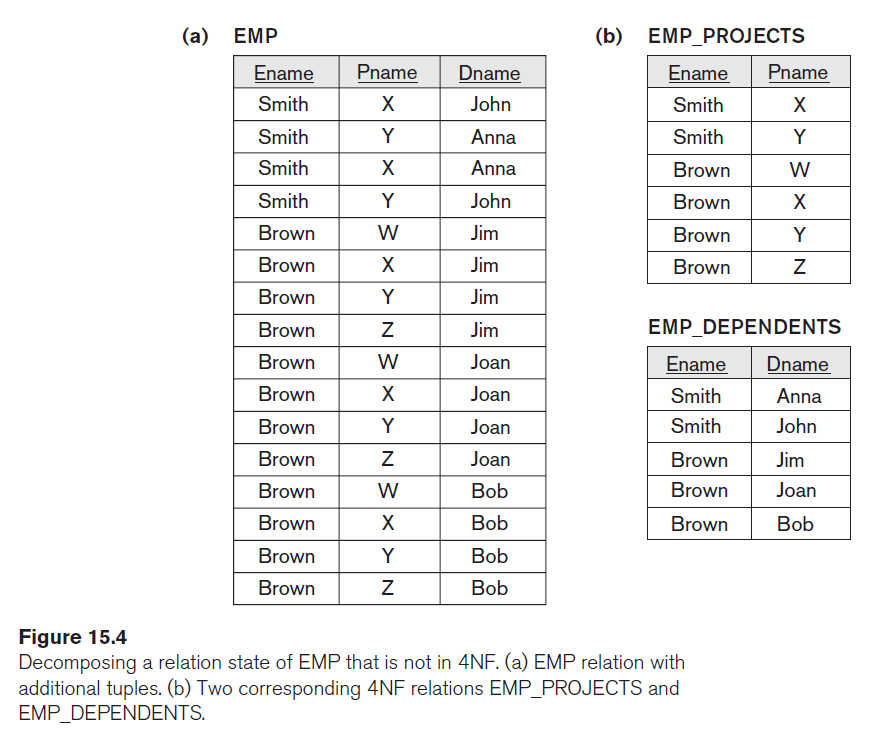 (a) EMP
Ename Pname Dname
Smith X John
Smith Y Anna
Smith X Anna
Smith Y John
Brown W Jim
Brown X Jim
Brown Y Jim
Brown Z Jim
Brown W Joan
Brown X Joan
Brown Y Joan
Brown Z Joan
Brown W Bob
Brown X Bob
Brown Y Bob
Brown Z Bob
(b) EMP_PROJECTS
Ename Pname
Smith X
Smith Y
Brown W
Brown X
Brown Y
Brown Z
EMP_DEPENDENTS
Ename Dname
Smith Anna
Smith John
Brown Jim
Brown Joan
Brown Bob
Figure 15.4
Decomposing a relation state of EMP that is not in 4NF. (a) EMP relation with
additional tuples. (b) Two corresponding 4NF relations EMP_PROJECTS and
EMP_DEPENDENTS.